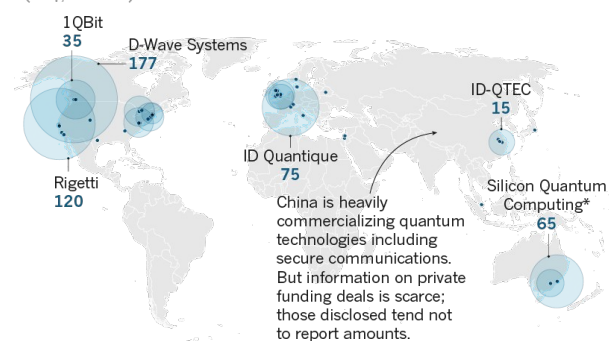 1QBit
35
D-Wave Systems
177
ID-QTEC
15
ID Quantique
75
Rigetti
120
Silicon Quantum
Computing*
65
China is heavily
commercializing quantum
technologies including
secure communications.
But information on private
funding deals is scarce;
those disclosed tend not
to report amounts.